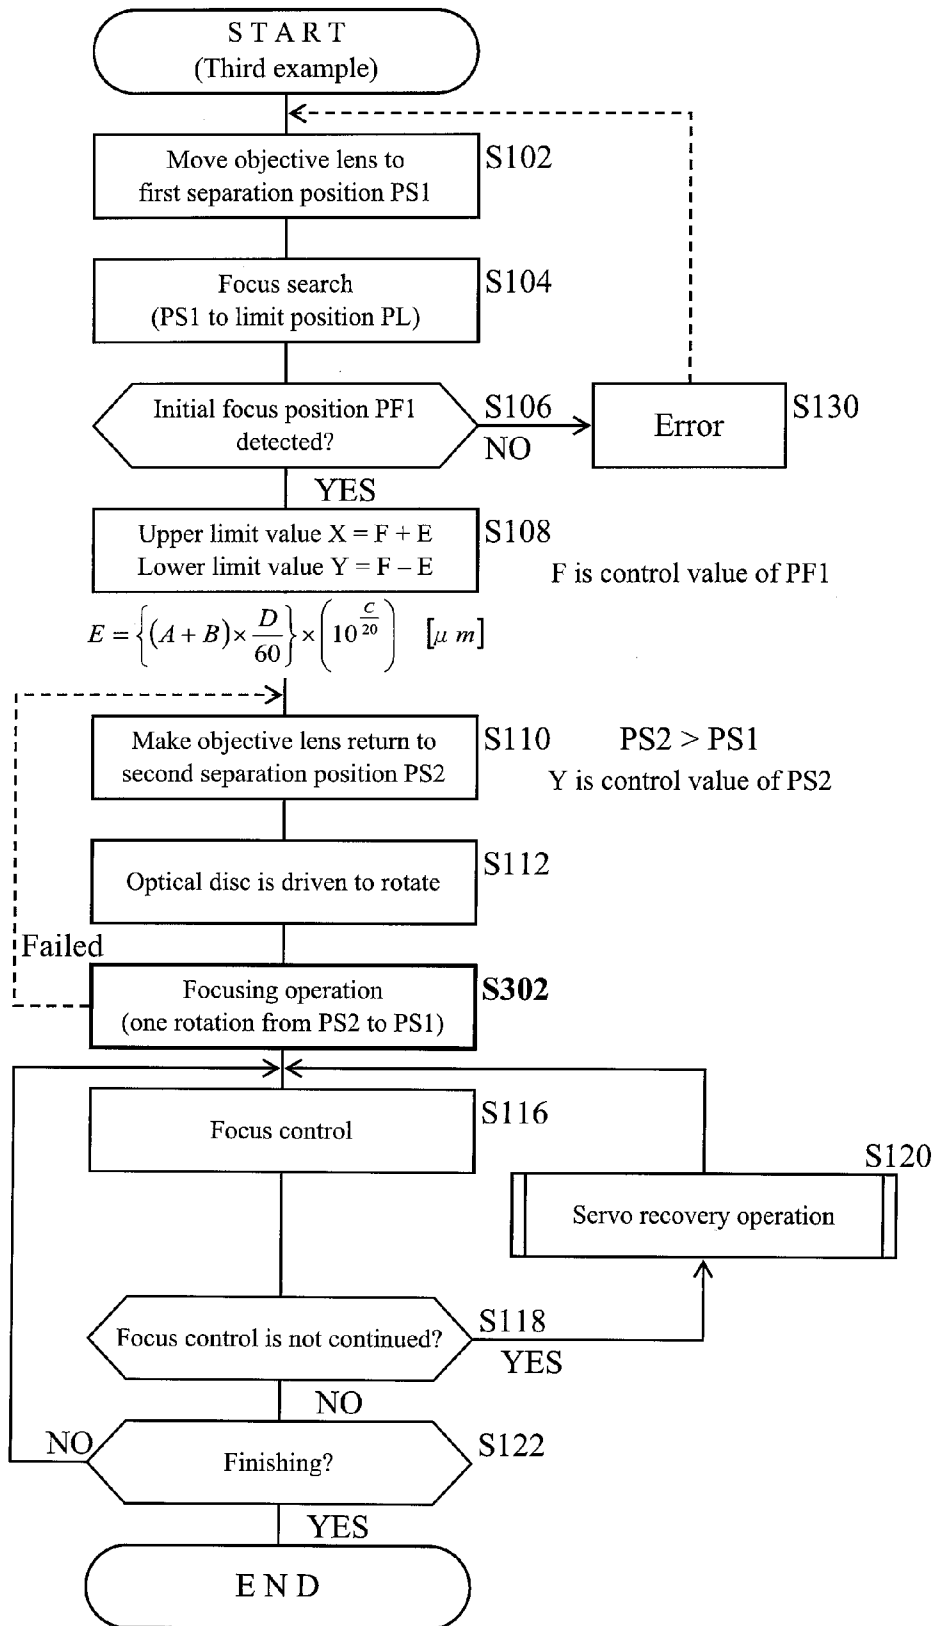 START
(Third example)
Move objective lens to
first separation position PS1
S102
Focus search
(PS1 to limit position PL)
S104
Initial focus position PF1
detected?
S106
NO
Error
S130
YES
Upper limit value X = F + E
Lower limit value Y = F − E
S108
F is control value of PF1
E = {(A + B) × D/60} × (10^{C/20}) [μ m]
Make objective lens return to
second separation position PS2
S110
PS2 > PS1
Y is control value of PS2
Optical disc is driven to rotate
S112
Failed
Focusing operation
(one rotation from PS2 to PS1)
S302
Focus control
S116
S120
Servo recovery operation
Focus control is not continued?
S118
YES
NO
NO
Finishing?
S122
YES
END